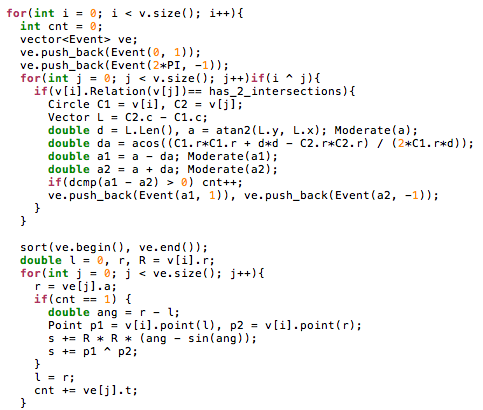 for(int i = 0; i < v.size(); i++){
  int cnt = 0;
  vector<Event> ve;
  ve.push_back(Event(0, 1));
  ve.push_back(Event(2*PI, -1));
  for(int j = 0; j < v.size(); j++)if(i ^ j){
    if(v[i].Relation(v[j])== has_2_intersections){
      Circle C1 = v[i], C2 = v[j];
      Vector L = C2.c - C1.c;
      double d = L.Len(), a = atan2(L.y, L.x); Moderate(a);
      double da = acos((C1.r*C1.r + d*d - C2.r*C2.r) / (2*C1.r*d));
      double a1 = a - da; Moderate(a1);
      double a2 = a + da; Moderate(a2);
      if(dcmp(a1 - a2) > 0) cnt++;
      ve.push_back(Event(a1, 1)), ve.push_back(Event(a2, -1));
    }
  }

  sort(ve.begin(), ve.end());
  double l = 0, r, R = v[i].r;
  for(int j = 0; j < ve.size(); j++){
    r = ve[j].a;
    if(cnt == 1) {
      double ang = r - l;
      Point p1 = v[i].point(l), p2 = v[i].point(r);
      s += R * R * (ang - sin(ang));
      s += p1 ^ p2;
    }
    l = r;
    cnt += ve[j].t;
  }